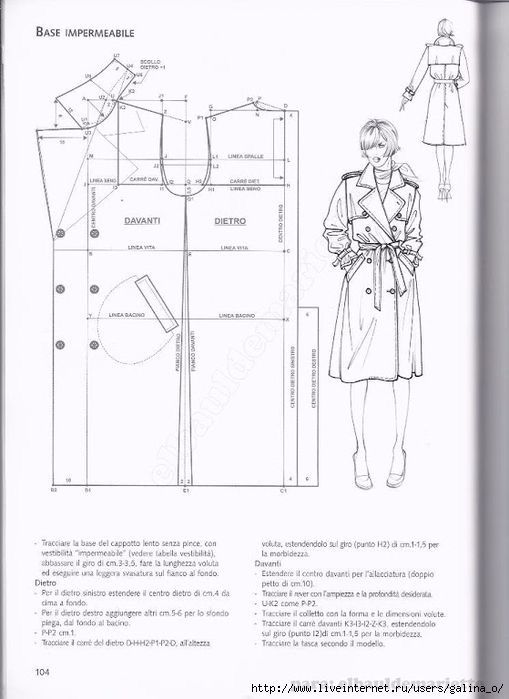 BASE IMPERMEABILE
SCOLLO
DIETRO +1
LINEA SPALLE
LINEA SENO
CARRÉ DAV.
CARRÉ DIET.
LINEA SENO
DAVANTI
DIETRO
CENTRO DAVANTI
CENTRO DIETRO
LINEA VITA
LINEA VITA
LINEA BACINO
LINEA BACINO
FIANCO DIETRO
FIANCO DAVANTI
CENTRO DIETRO SINISTRO
CENTRO DIETRO DESTRO
- Tracciare la base del cappotto lento senza pince, con
vestibilità "impermeabile" (vedere tabella vestibilità),
abbassare il giro di cm.3-3,5, fare la lunghezza voluta
ed eseguire una leggera svasatura sui fianco al fondo.
Dietro
- Per il dietro sinistro estendere il centro dietro di cm.4 da
cima a fondo.
- Per il dietro destro aggiungere altri cm.5-6 per lo sfondo
piega, dal fondo al bacino.
- P-P2 cm.1.
- Tracciare il carré del dietro D-H-H2-P1-P2-D, all'altezza
voluta, estendendolo sul giro (punto H2) di cm.1-1,5 per
la morbidezza.
Davanti
- Estendere il centro davanti per l'allacciatura (doppio
petto di cm.10).
- Tracciare il rever con l'ampiezza e la profondità desiderata.
- U-K2 come P-P2.
- Tracciare il colletto con la forma e le dimensioni volute.
- Tracciare il carré davanti K3-I3-I2-Z-K3, estendendolo
sul giro (punto I2)di cm.1-1,5 per la morbidezza.
- Tracciare la tasca secondo il modello.
104
para: elbauldemariette
http://www.liveinternet.ru/users/galina_o/